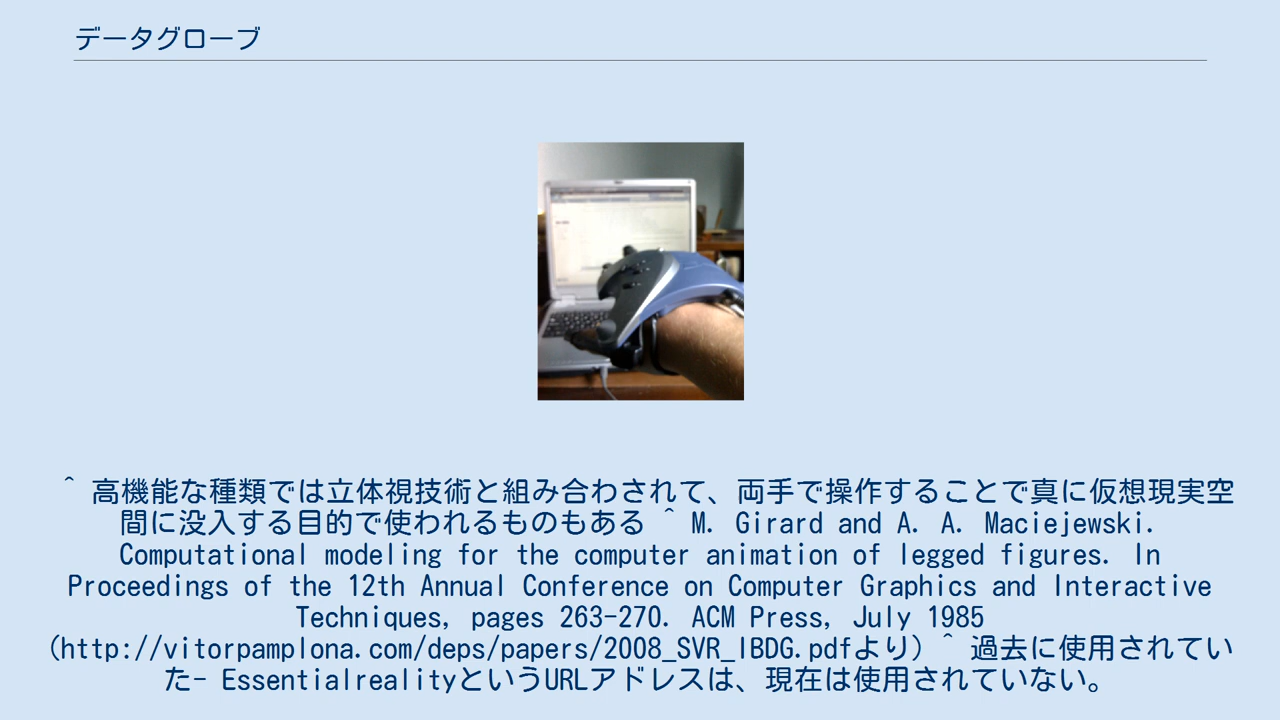 データグローブ
^ 高機能な種類では立体視技術と組み合わされて、両手で操作することで真に仮想現実空
間に没入する目的で使われるものもある ^ M. Girard and A. A. Maciejewski.
Computational modeling for the computer animation of legged figures. In
Proceedings of the 12th Annual Conference on Computer Graphics and Interactive
Techniques, pages 263-270. ACM Press, July 1985
(http://vitorpamplona.com/deps/papers/2008_SVR_IBDG.pdfより) ^ 過去に使用されてい
た- EssentialrealityというURLアドレスは、現在は使用されていない。